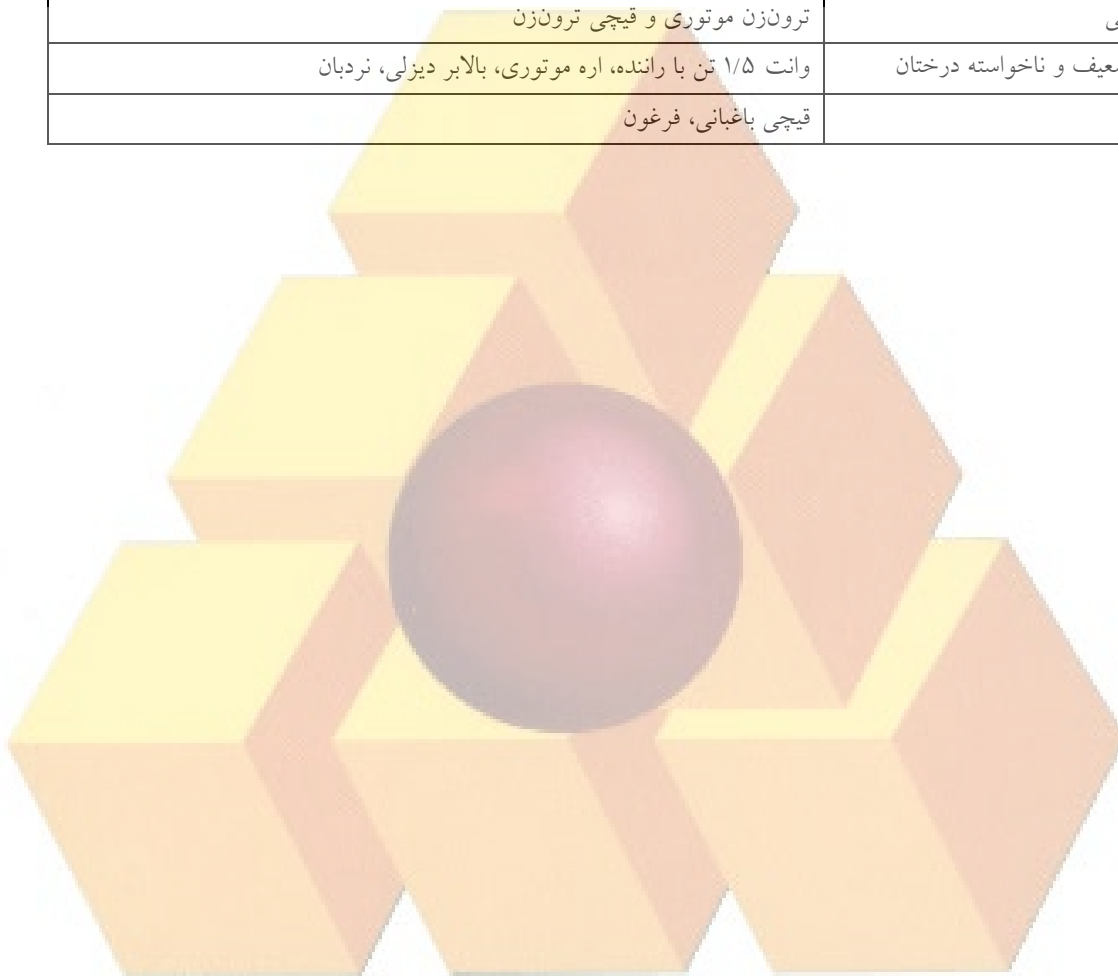 ترون‌زن موتوری و قیچی ترون‌زن
ناخواسته درختان وانت ۱/۵ تن با راننده، اره موتوری، بالابر دیزلی، نردبان
قیچی باغبانی، فرغون